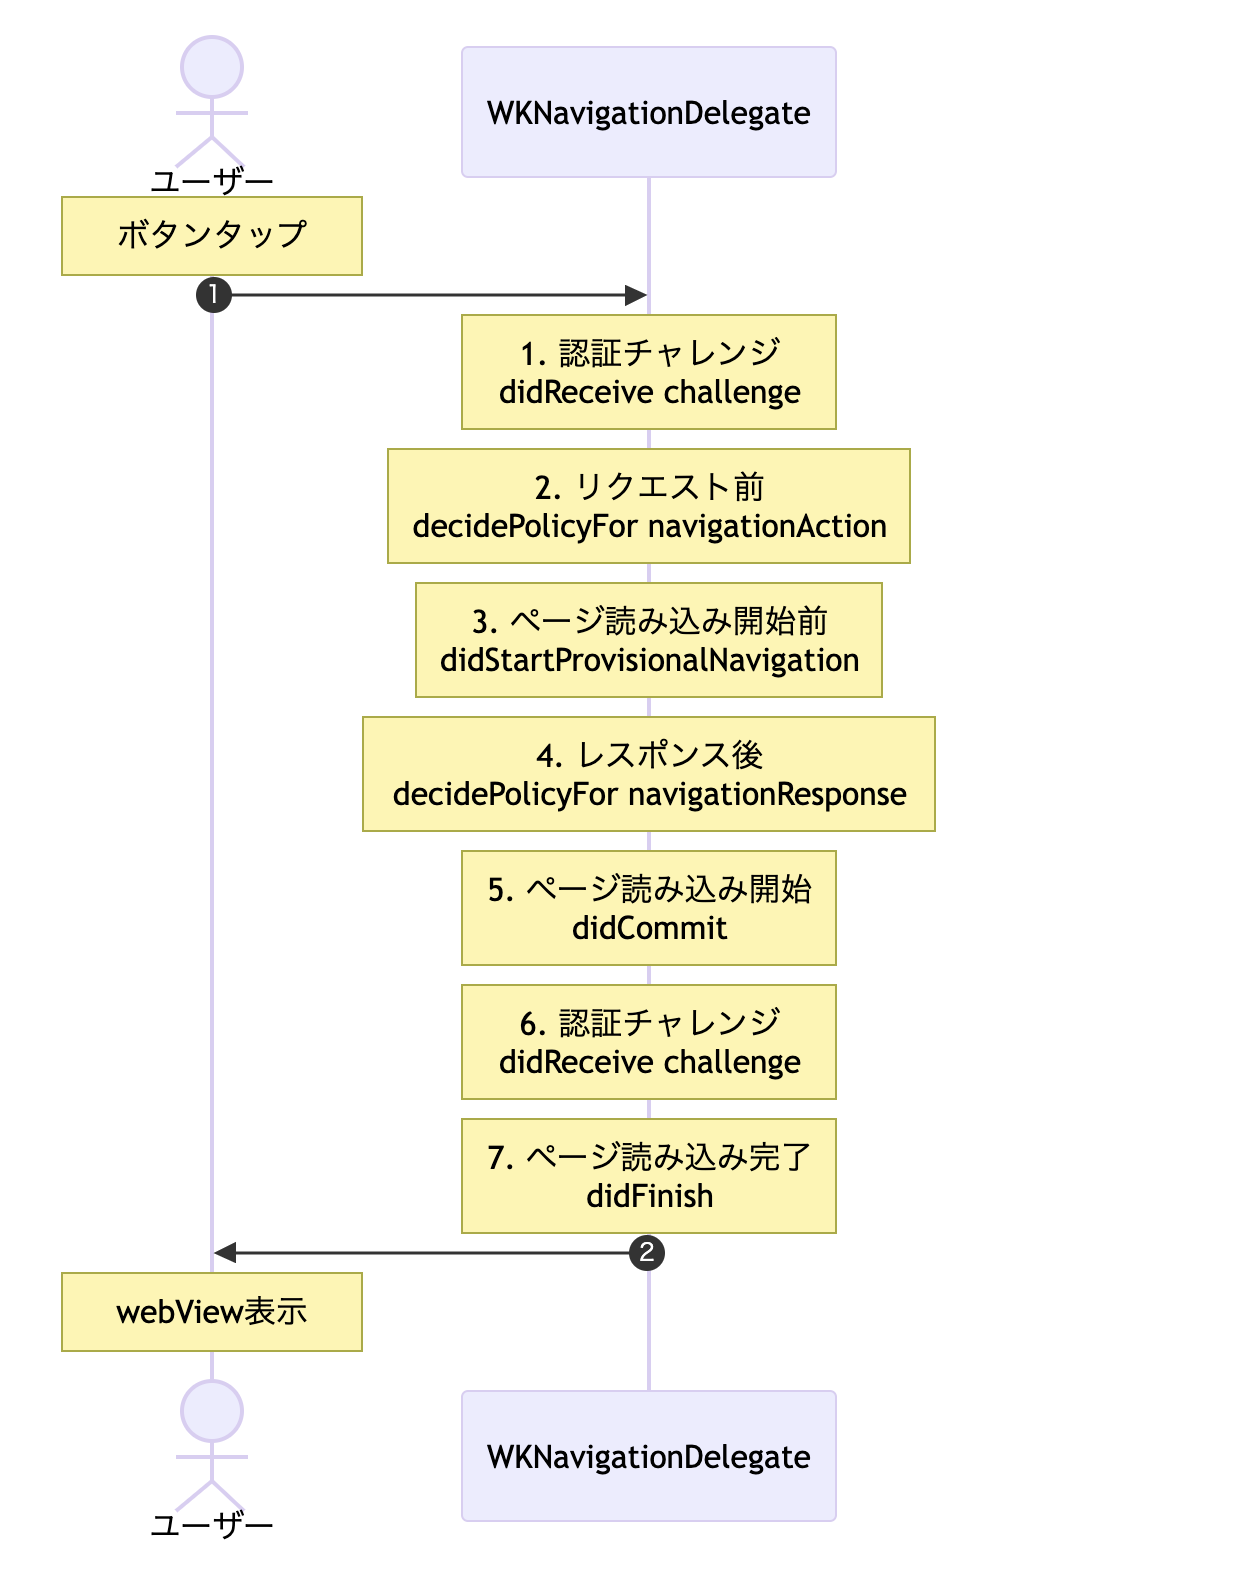 ユーザー
WKNavigationDelegate
ボタンタップ
1
1. 認証チャレンジ
didReceive challenge
2. リクエスト前
decidePolicyFor navigationAction
3. ページ読み込み開始前
didStartProvisionalNavigation
4. レスポンス後
decidePolicyFor navigationResponse
5. ページ読み込み開始
didCommit
6. 認証チャレンジ
didReceive challenge
7. ページ読み込み完了
didFinish
2
webView表示
ユーザー
WKNavigationDelegate